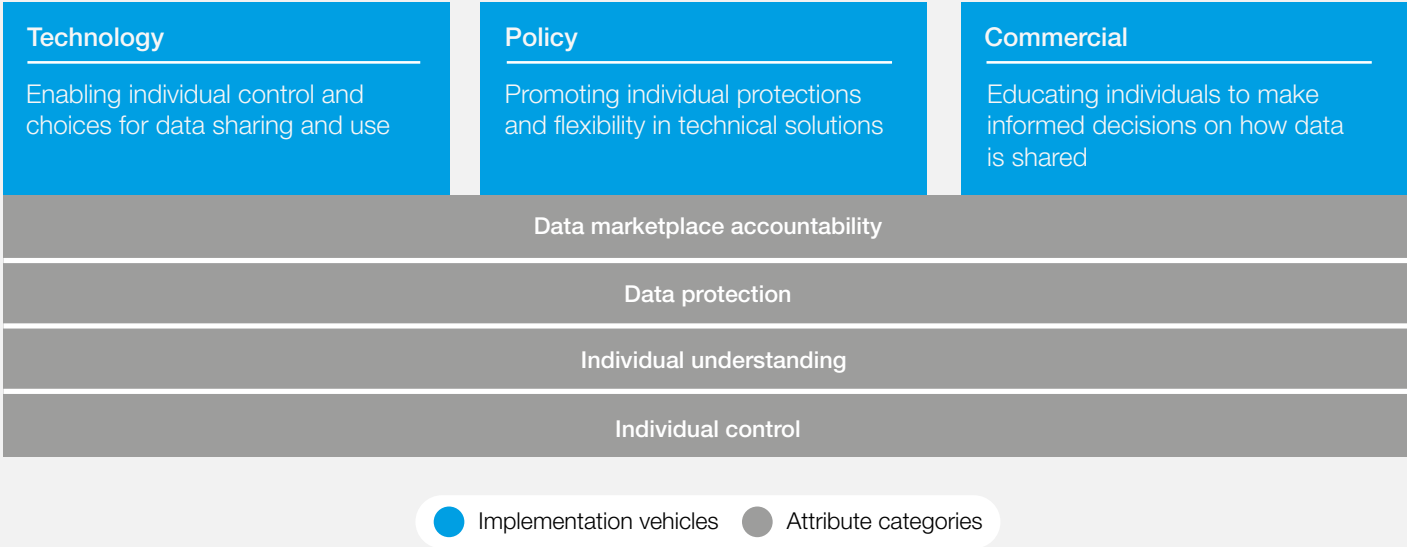 Technology
Enabling individual control and
choices for data sharing and use
Policy
Promoting individual protections
and flexibility in technical solutions
Commercial
Educating individuals to make
informed decisions on how data
is shared
Data marketplace accountability
Data protection
Individual understanding
Individual control
Implementation vehicles
Attribute categories